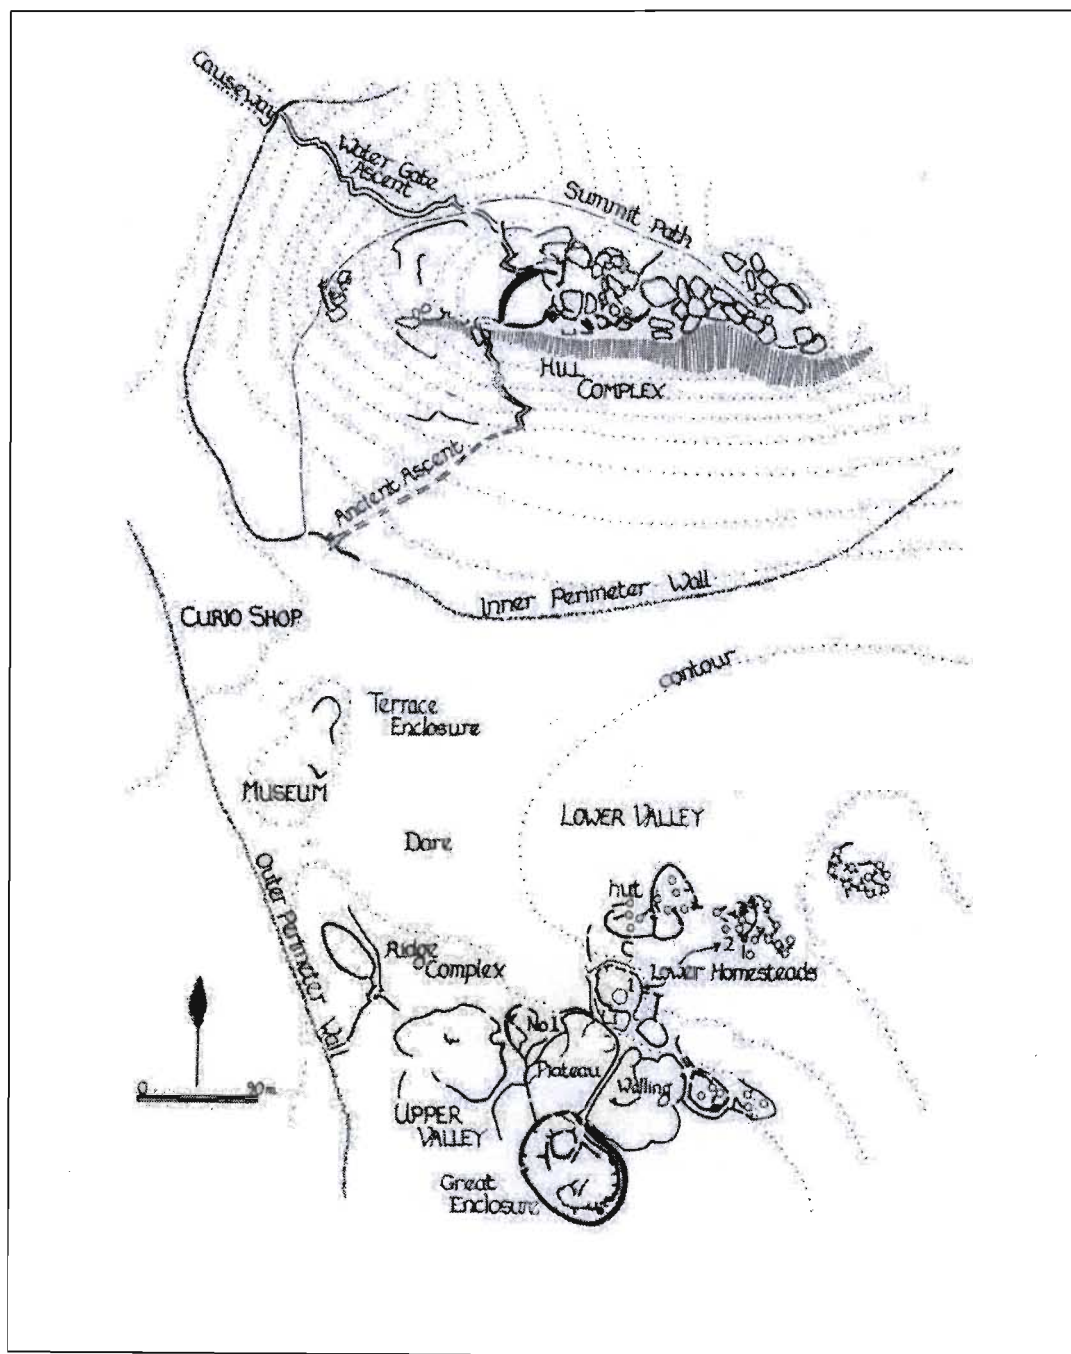 Causeway
Water Gate
Ascent
Summit Path
HILL
COMPLEX
Ancient Ascent
Inner Perimeter Wall
CURIO SHOP
contour
Terrace
Enclosure
MUSEUM
LOWER VALLEY
Dare
Outer Perimeter Wall
hut
2
Lower Homesteads
1
Ridge
Complex
No1
Plateau
Walling
0
UPPER
VALLEY
Great
Enclosure